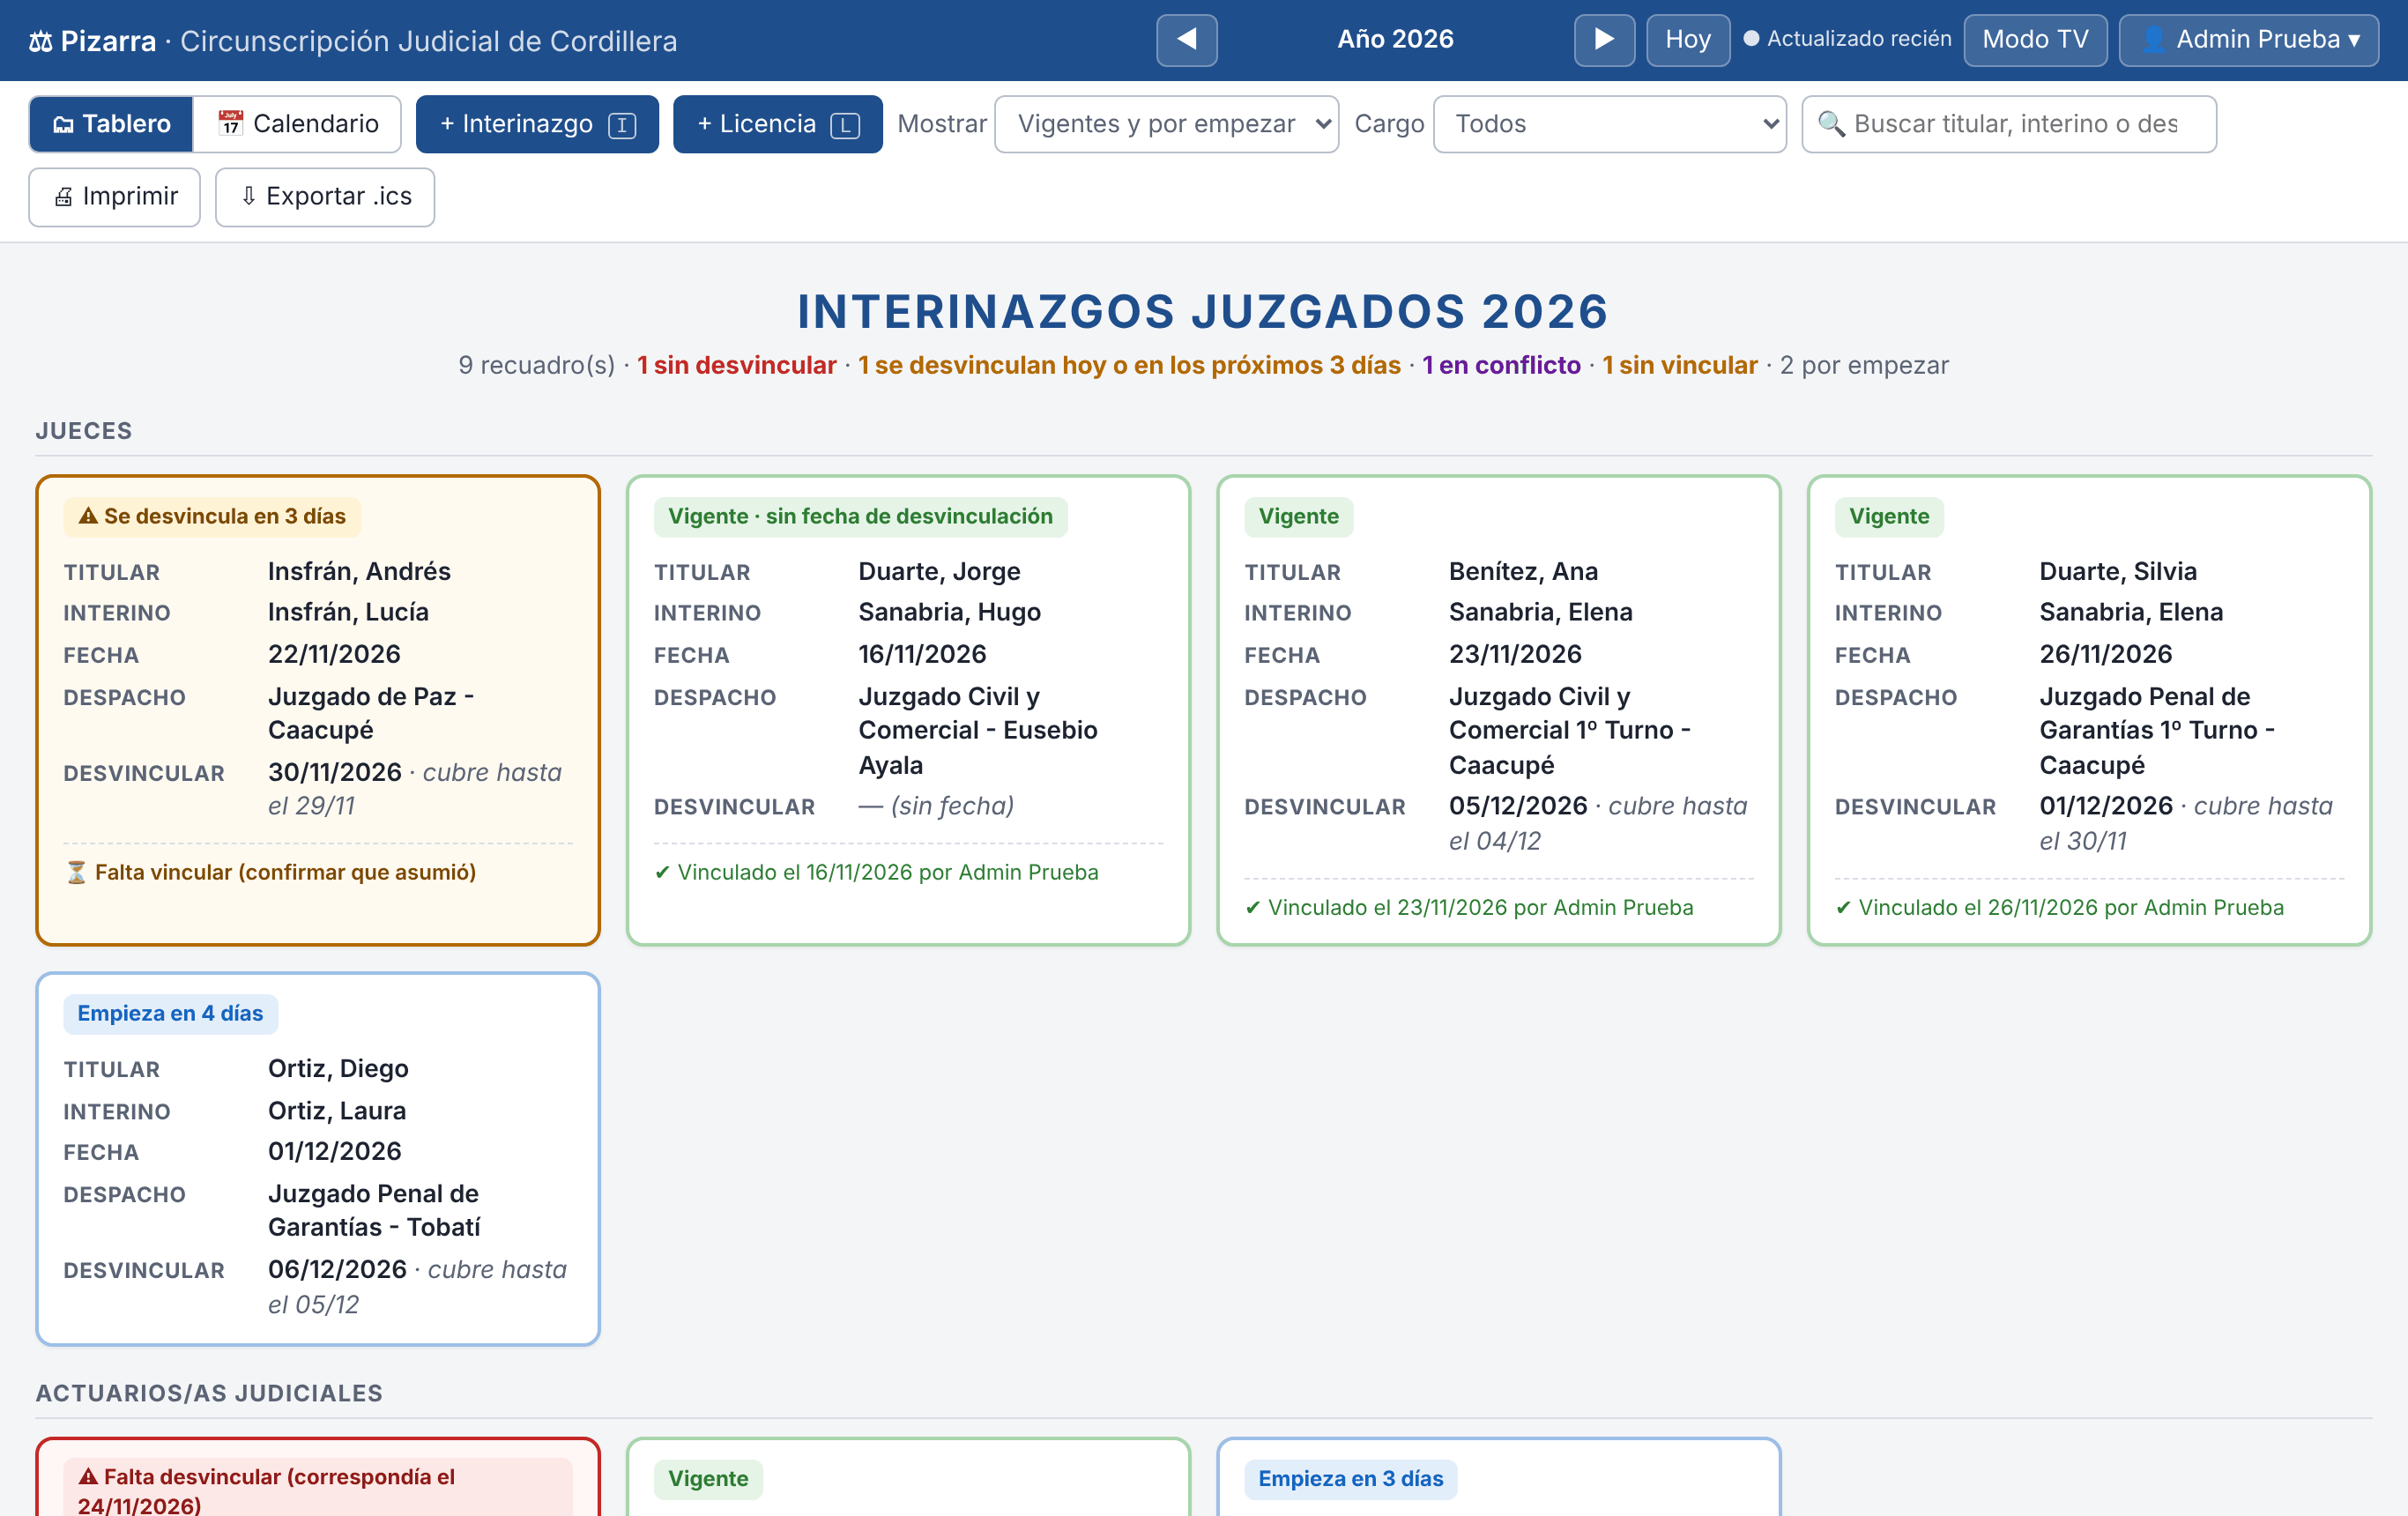 ⚖ Pizarra · Circunscripción Judicial de Cordillera
◀ Año 2026 ▶ Hoy ● Actualizado recién Modo TV 👤 Admin Prueba ▾
🗂 Tablero 📅 Calendario + Interinazgo I + Licencia L Mostrar Vigentes y por empezar Cargo Todos 🔍 Buscar titular, interino o des
🖨 Imprimir ⇩ Exportar .ics
INTERINAZGOS JUZGADOS 2026
9 recuadro(s) · 1 sin desvincular · 1 se desvinculan hoy o en los próximos 3 días · 1 en conflicto · 1 sin vincular · 2 por empezar
JUECES
⚠ Se desvincula en 3 días
TITULAR Insfrán, Andrés
INTERINO Insfrán, Lucía
FECHA 22/11/2026
DESPACHO Juzgado de Paz -
Caacupé
DESVINCULAR 30/11/2026 · cubre hasta
el 29/11
⏳ Falta vincular (confirmar que asumió)
Vigente · sin fecha de desvinculación
TITULAR Duarte, Jorge
INTERINO Sanabria, Hugo
FECHA 16/11/2026
DESPACHO Juzgado Civil y
Comercial - Eusebio
Ayala
DESVINCULAR — (sin fecha)
✔ Vinculado el 16/11/2026 por Admin Prueba
Vigente
TITULAR Benítez, Ana
INTERINO Sanabria, Elena
FECHA 23/11/2026
DESPACHO Juzgado Civil y
Comercial 1º Turno -
Caacupé
DESVINCULAR 05/12/2026 · cubre hasta
el 04/12
✔ Vinculado el 23/11/2026 por Admin Prueba
Vigente
TITULAR Duarte, Silvia
INTERINO Sanabria, Elena
FECHA 26/11/2026
DESPACHO Juzgado Penal de
Garantías 1º Turno -
Caacupé
DESVINCULAR 01/12/2026 · cubre hasta
el 30/11
✔ Vinculado el 26/11/2026 por Admin Prueba
Empieza en 4 días
TITULAR Ortiz, Diego
INTERINO Ortiz, Laura
FECHA 01/12/2026
DESPACHO Juzgado Penal de
Garantías - Tobatí
DESVINCULAR 06/12/2026 · cubre hasta
el 05/12
ACTUARIOS/AS JUDICIALES
⚠ Falta desvincular (correspondía el
24/11/2026)
Vigente
Empieza en 3 días